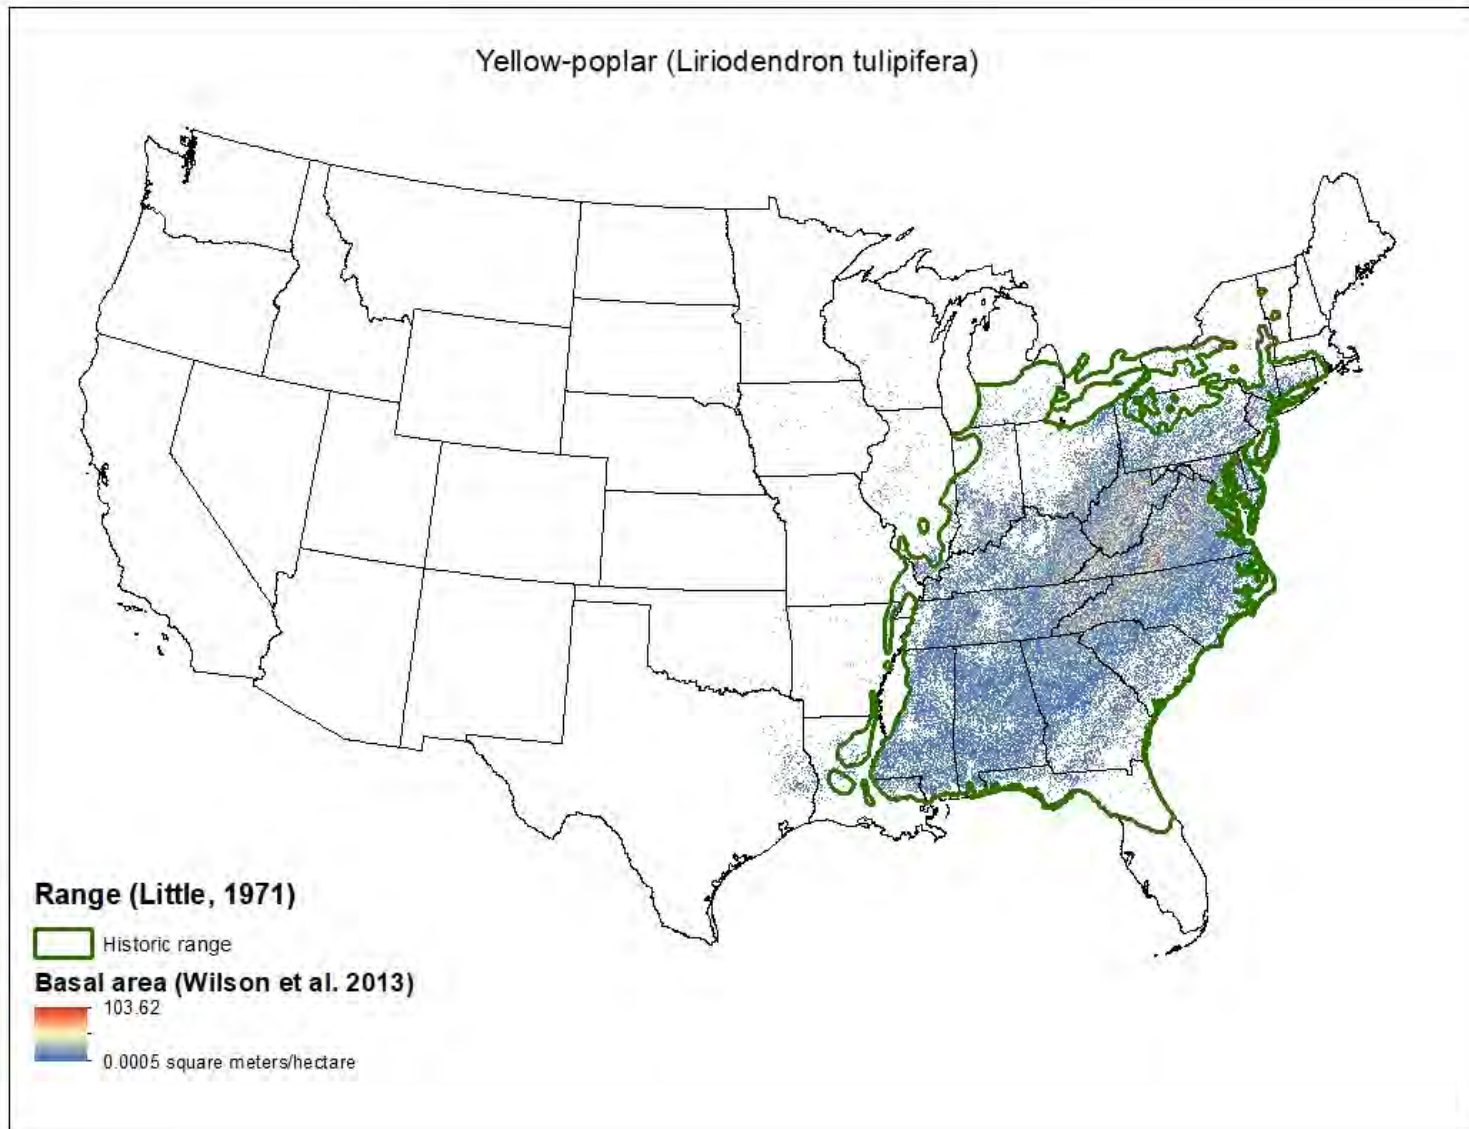 Yellow-poplar (Liriodendron tulipifera)
Range (Little, 1971)
Historic range
Basal area (Wilson et al. 2013)
103.62
0.0005 square meters/hectare